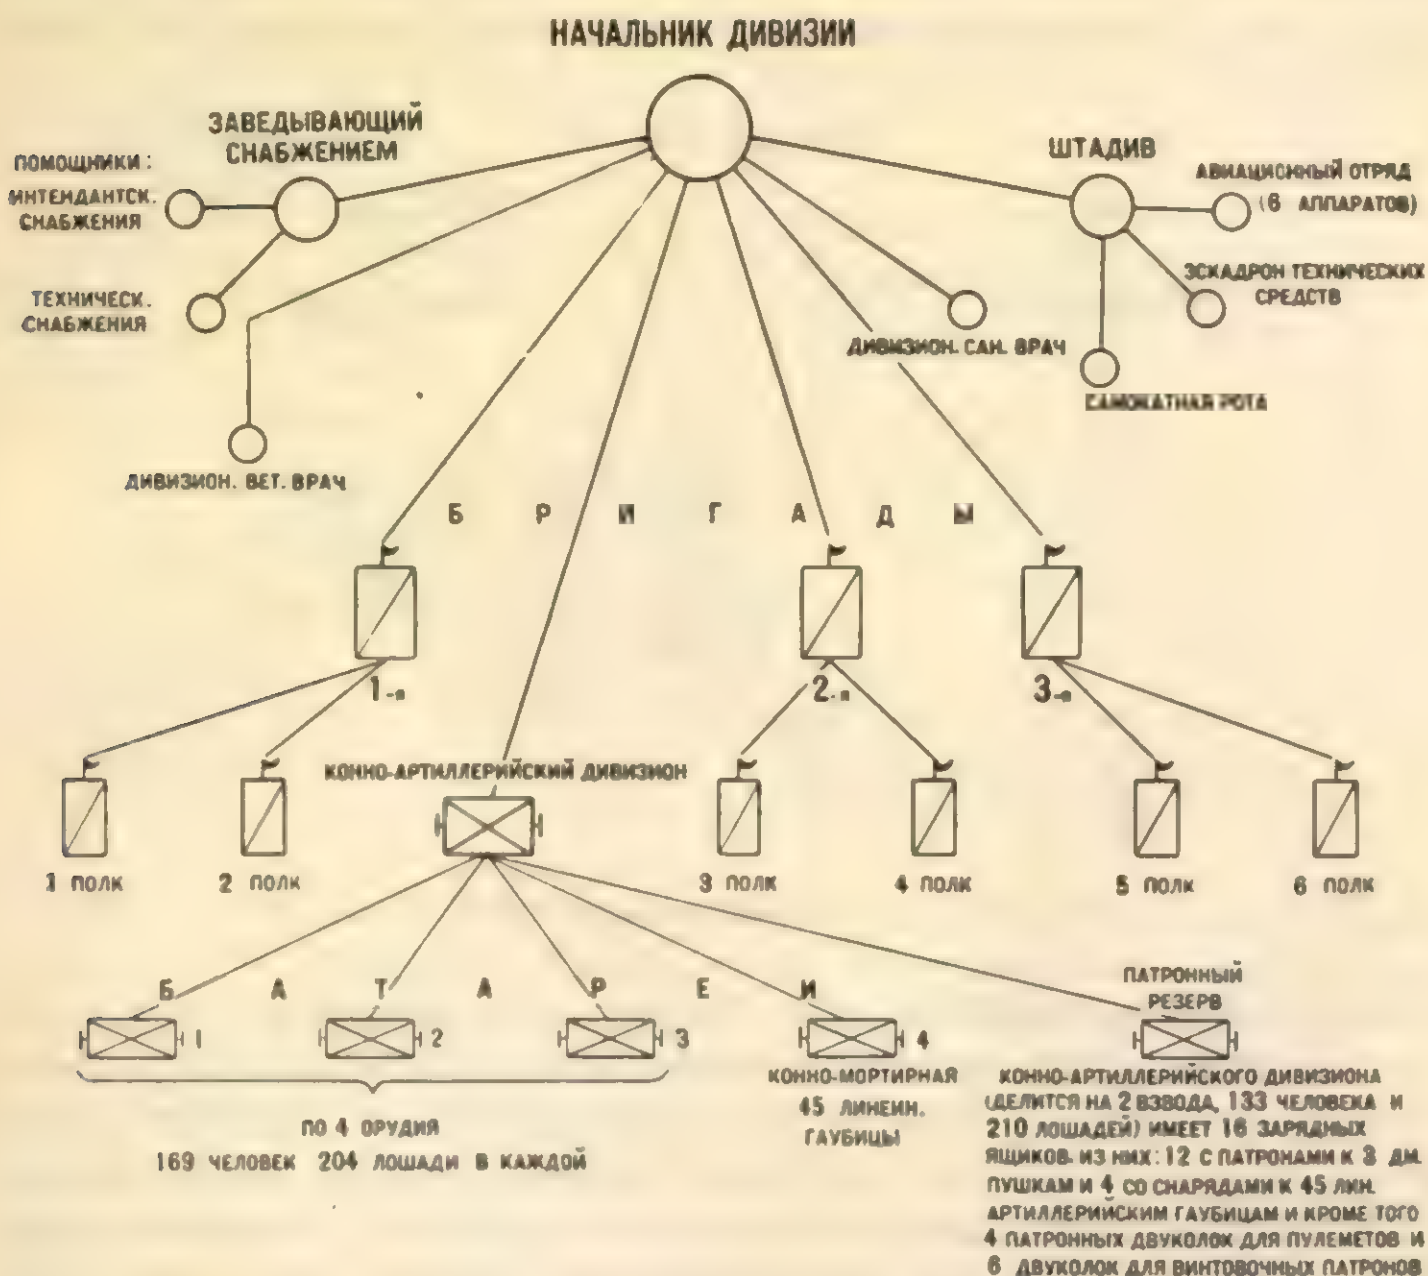 НАЧАЛЬНИК ДИВИЗИИ
ЗАВЕДЫВАЮЩИЙ
СНАБЖЕНИЕМ
ПОМОЩНИКИ:
ИНТЕНДАНТСК.
СНАБЖЕНИЯ
ТЕХНИЧЕСК.
СНАБЖЕНИЯ
ДИВИЗИОН. ВЕТ. ВРАЧ
ШТАДИВ
АВИАЦИОННЫЙ ОТРЯД
(6 АППАРАТОВ)
ЭСКАДРОН ТЕХНИЧЕСКИХ
СРЕДСТВ
ДИВИЗИОН. САН. ВРАЧ
САМОКАТНАЯ РОТА
БРИГАДЫ
1-я
2-я
3-я
КОННО-АРТИЛЛЕРИЙСКИЙ ДИВИЗИОН
1 ПОЛК
2 ПОЛК
3 ПОЛК
4 ПОЛК
5 ПОЛК
6 ПОЛК
БАТАРЕИ
1
2
3
4
ПО 4 ОРУДИЯ
169 ЧЕЛОВЕК 204 ЛОШАДИ В КАЖДОЙ
КОННО-МОРТИРНАЯ
45 ЛИНЕИН.
ГАУБИЦЫ
ПАТРОННЫЙ
РЕЗЕРВ
КОННО-АРТИЛЛЕРИЙСКОГО ДИВИЗИОНА
(ДЕЛИТСЯ НА 2 ВЗВОДА, 133 ЧЕЛОВЕКА И
210 ЛОШАДЕЙ) ИМЕЕТ 16 ЗАРЯДНЫХ
ЯЩИКОВ. ИЗ НИХ: 12 С ПАТРОНАМИ К 3 ДМ.
ПУШКАМ И 4 СО СНАРЯДАМИ К 45 ЛИН.
АРТИЛЛЕРИЙСКИМ ГАУБИЦАМ И КРОМЕ ТОГО
4 ПАТРОННЫХ ДВУКОЛОК ДЛЯ ПУЛЕМЕТОВ И
6 ДВУКОЛОК ДЛЯ ВИНТОВОЧНЫХ ПАТРОНОВ